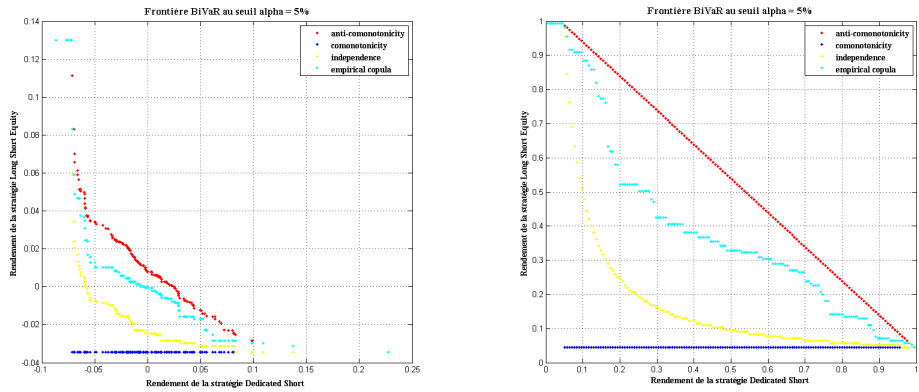 Frontière BiVaR au seuil alpha = 5%
anti-comonotonicity
comonotonicity
independence
empirical copula
Rendement de la stratégie Long Short Equity
0.14
0.12
0.1
0.08
0.06
0.04
0.02
0
-0.02
-0.04
-0.1
-0.05
0
0.05
0.1
0.15
0.2
0.25
Rendement de la stratégie Dedicated Short
Frontière BiVaR au seuil alpha = 5%
anti-comonotonicity
comonotonicity
independence
empirical copula
Rendement de la stratégie Long Short Equity
1
0.9
0.8
0.7
0.6
0.5
0.4
0.3
0.2
0.1
0
0
0.1
0.2
0.3
0.4
0.5
0.6
0.7
0.8
0.9
1
Rendement de la stratégie Dedicated Short